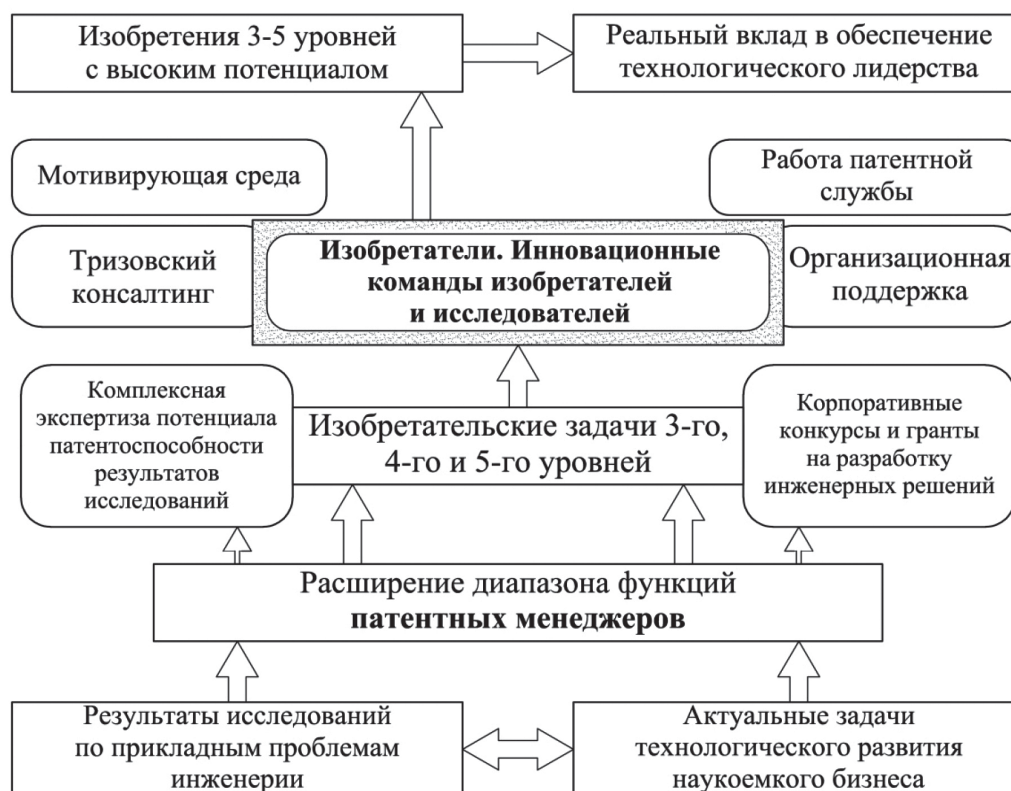 Изобретения 3-5 уровней
с высоким потенциалом
Реальный вклад в обеспечение
технологического лидерства
Мотивирующая среда
Работа патентной
службы
Тризовский
консалтинг
Изобретатели. Инновационные
команды изобретателей
и исследователей
Организационная
поддержка
Комплексная
экспертиза потенциала
патентоспособности
результатов
исследований
Изобретательские задачи 3-го,
4-го и 5-го уровней
Корпоративные
конкурсы и гранты
на разработку
инженерных решений
Расширение диапазона функций
патентных менеджеров
Результаты исследований
по прикладным проблемам
инженерии
Актуальные задачи
технологического развития
наукоемкого бизнеса